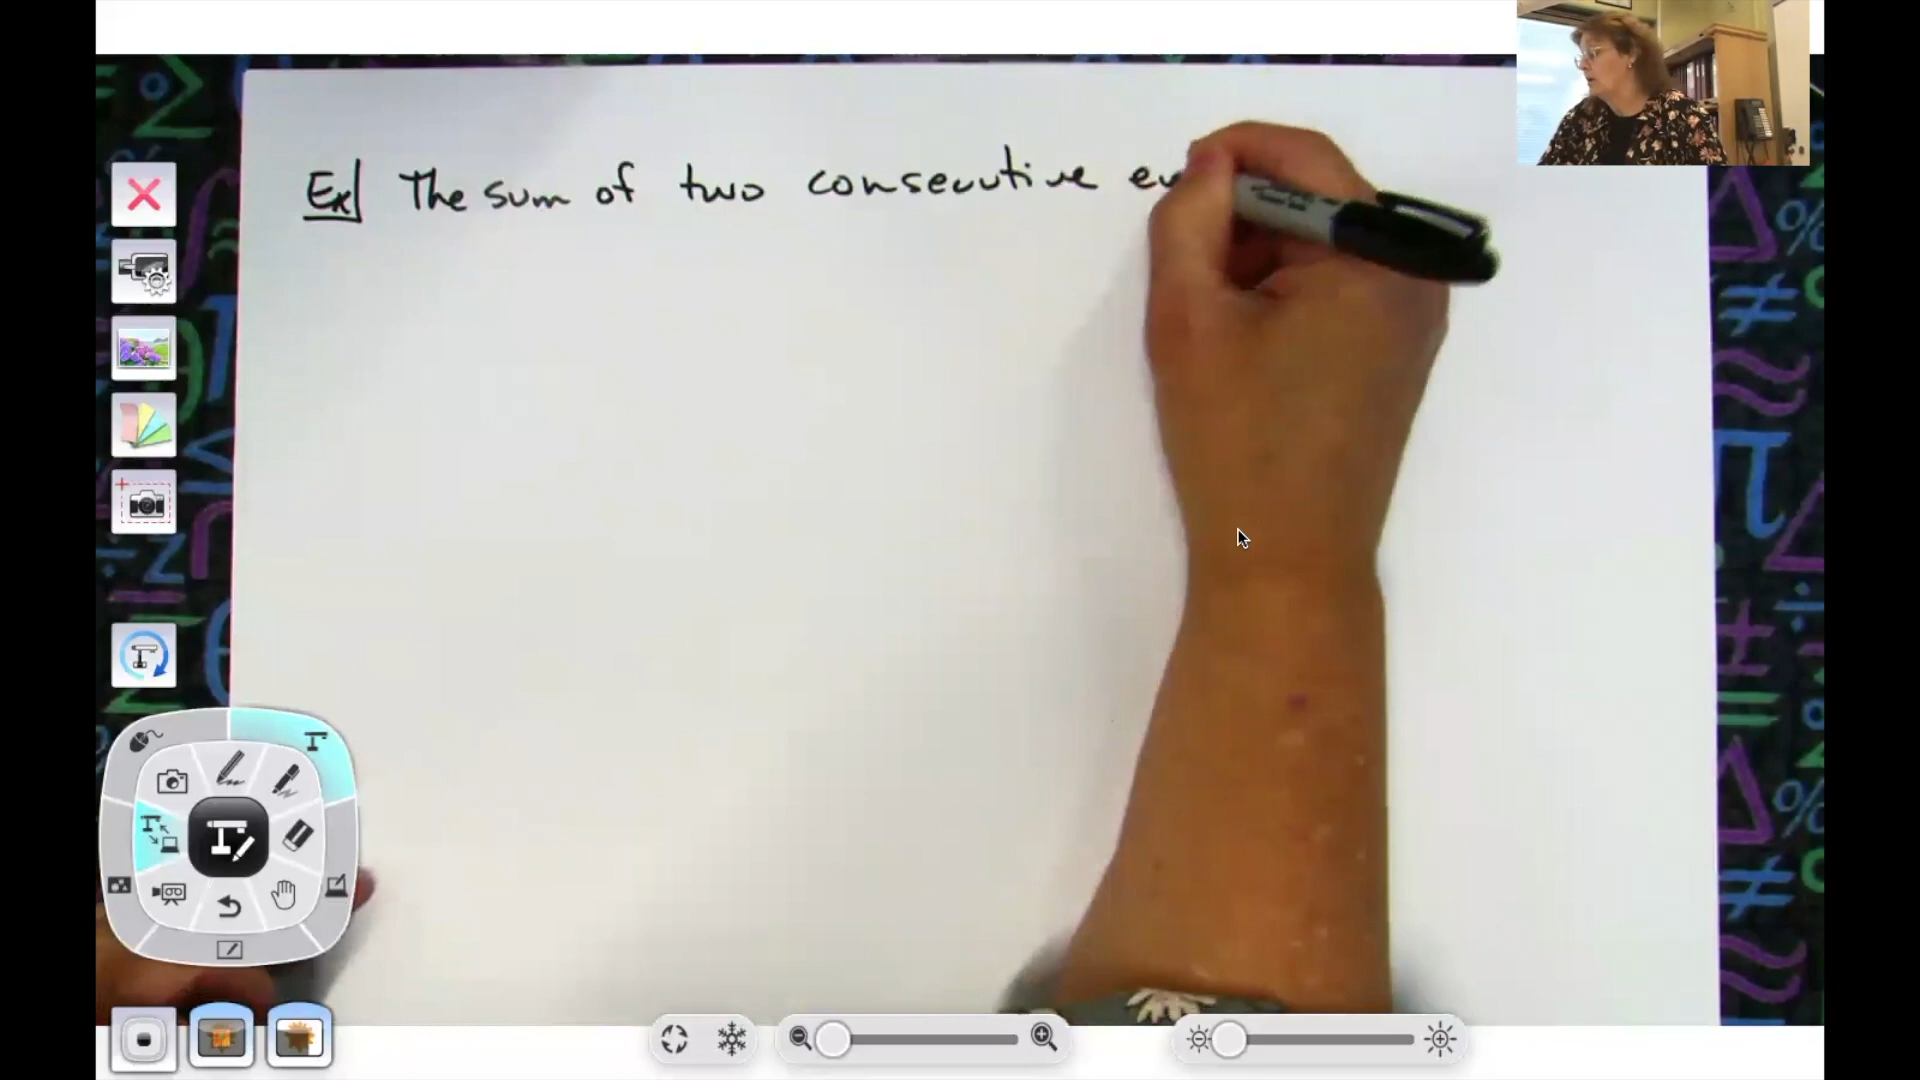 Ex The sum of two consecutive